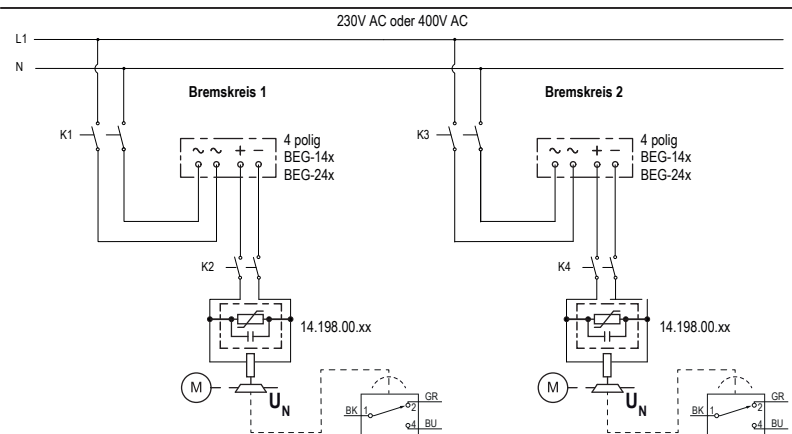 230V AC oder 400V AC
L1
N
Bremskreis 1
Bremskreis 2
K1
4 polig
BEG-14x
BEG-24x
K3
4 polig
BEG-14x
BEG-24x
~ ~ + −
~ ~ + −
K2
K4
14.198.00.xx
14.198.00.xx
M
UN
M
UN
BK 1 2 GR
4 BU
BK 1 2 GR
4 BU